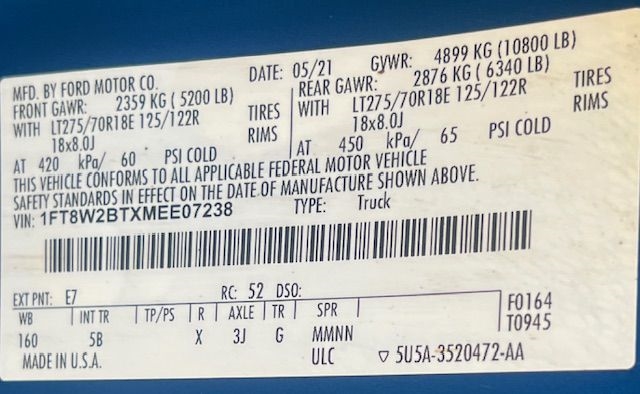 MFD. BY FORD MOTOR CO. DATE: 05/21 GVWR: 4899 KG (10800 LB)
FRONT GAWR: 2359 KG (5200 LB) REAR GAWR: 2876 KG (6340 LB)
WITH LT275/70R18E 125/122R TIRES WITH LT275/70R18E 125/122R TIRES
18x8.0J RIMS 18x8.0J RIMS
AT 420 kPa/ 60 PSI COLD AT 450 kPa/ 65 PSI COLD
THIS VEHICLE CONFORMS TO ALL APPLICABLE FEDERAL MOTOR VEHICLE
SAFETY STANDARDS IN EFFECT ON THE DATE OF MANUFACTURE SHOWN ABOVE.
VIN: 1FT8W2BTXMEE07238 TYPE: Truck
EXT PNT: E7 RC: 52 DSO:
WB INT TR TP/PS R AXLE TR SPR F0164
160 5B X 3J G MMNN T0945
MADE IN U.S.A. ULC ▽ 5U5A-3520472-AA